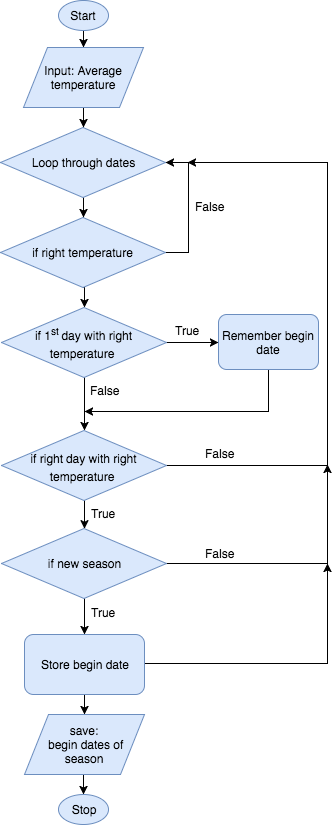 Start
Input: Average
temperature
Loop through dates
False
if right temperature
if 1st day with right
temperature
True
Remember begin
date
False
if right day with right
temperature
False
True
if new season
False
True
Store begin date
save:
begin dates of
season
Stop